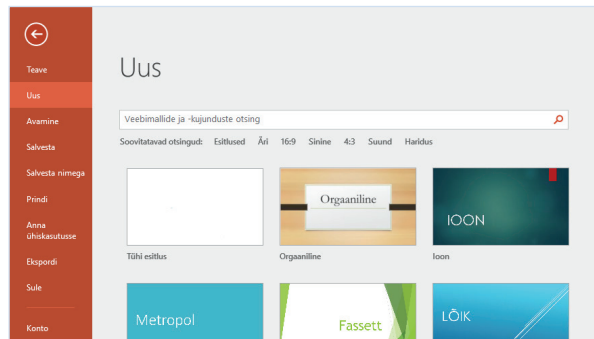 Teave
Uus
Avamine
Salvesta
Salvesta nimega
Prindi
Anna
ühiskasutusse
Ekspordi
Sule
Konto
Uus
Veebimallide ja -kujunduste otsing
Soovitatavad otsingud: Esitlused Äri 16:9 Sinine 4:3 Suund Haridus
Orgaaniline
IOON
Tühi esitlus
Orgaaniline
Ioon
Metropol
Fassett
LÕIK